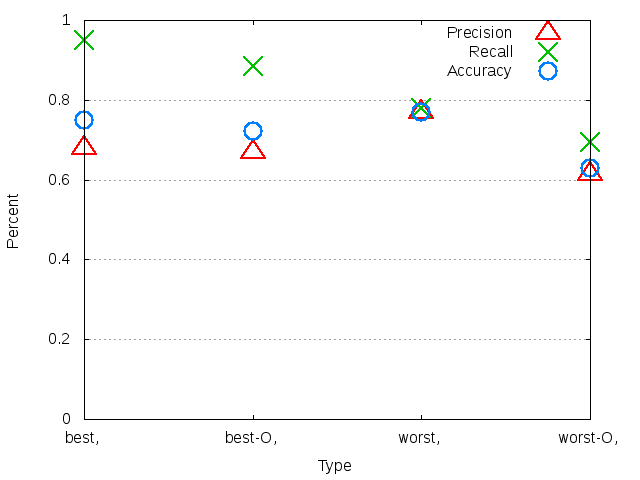 1
0.8
0.6
0.4
0.2
0
Percent
Precision
Recall
Accuracy
best,
best-O,
worst,
worst-O,
Type